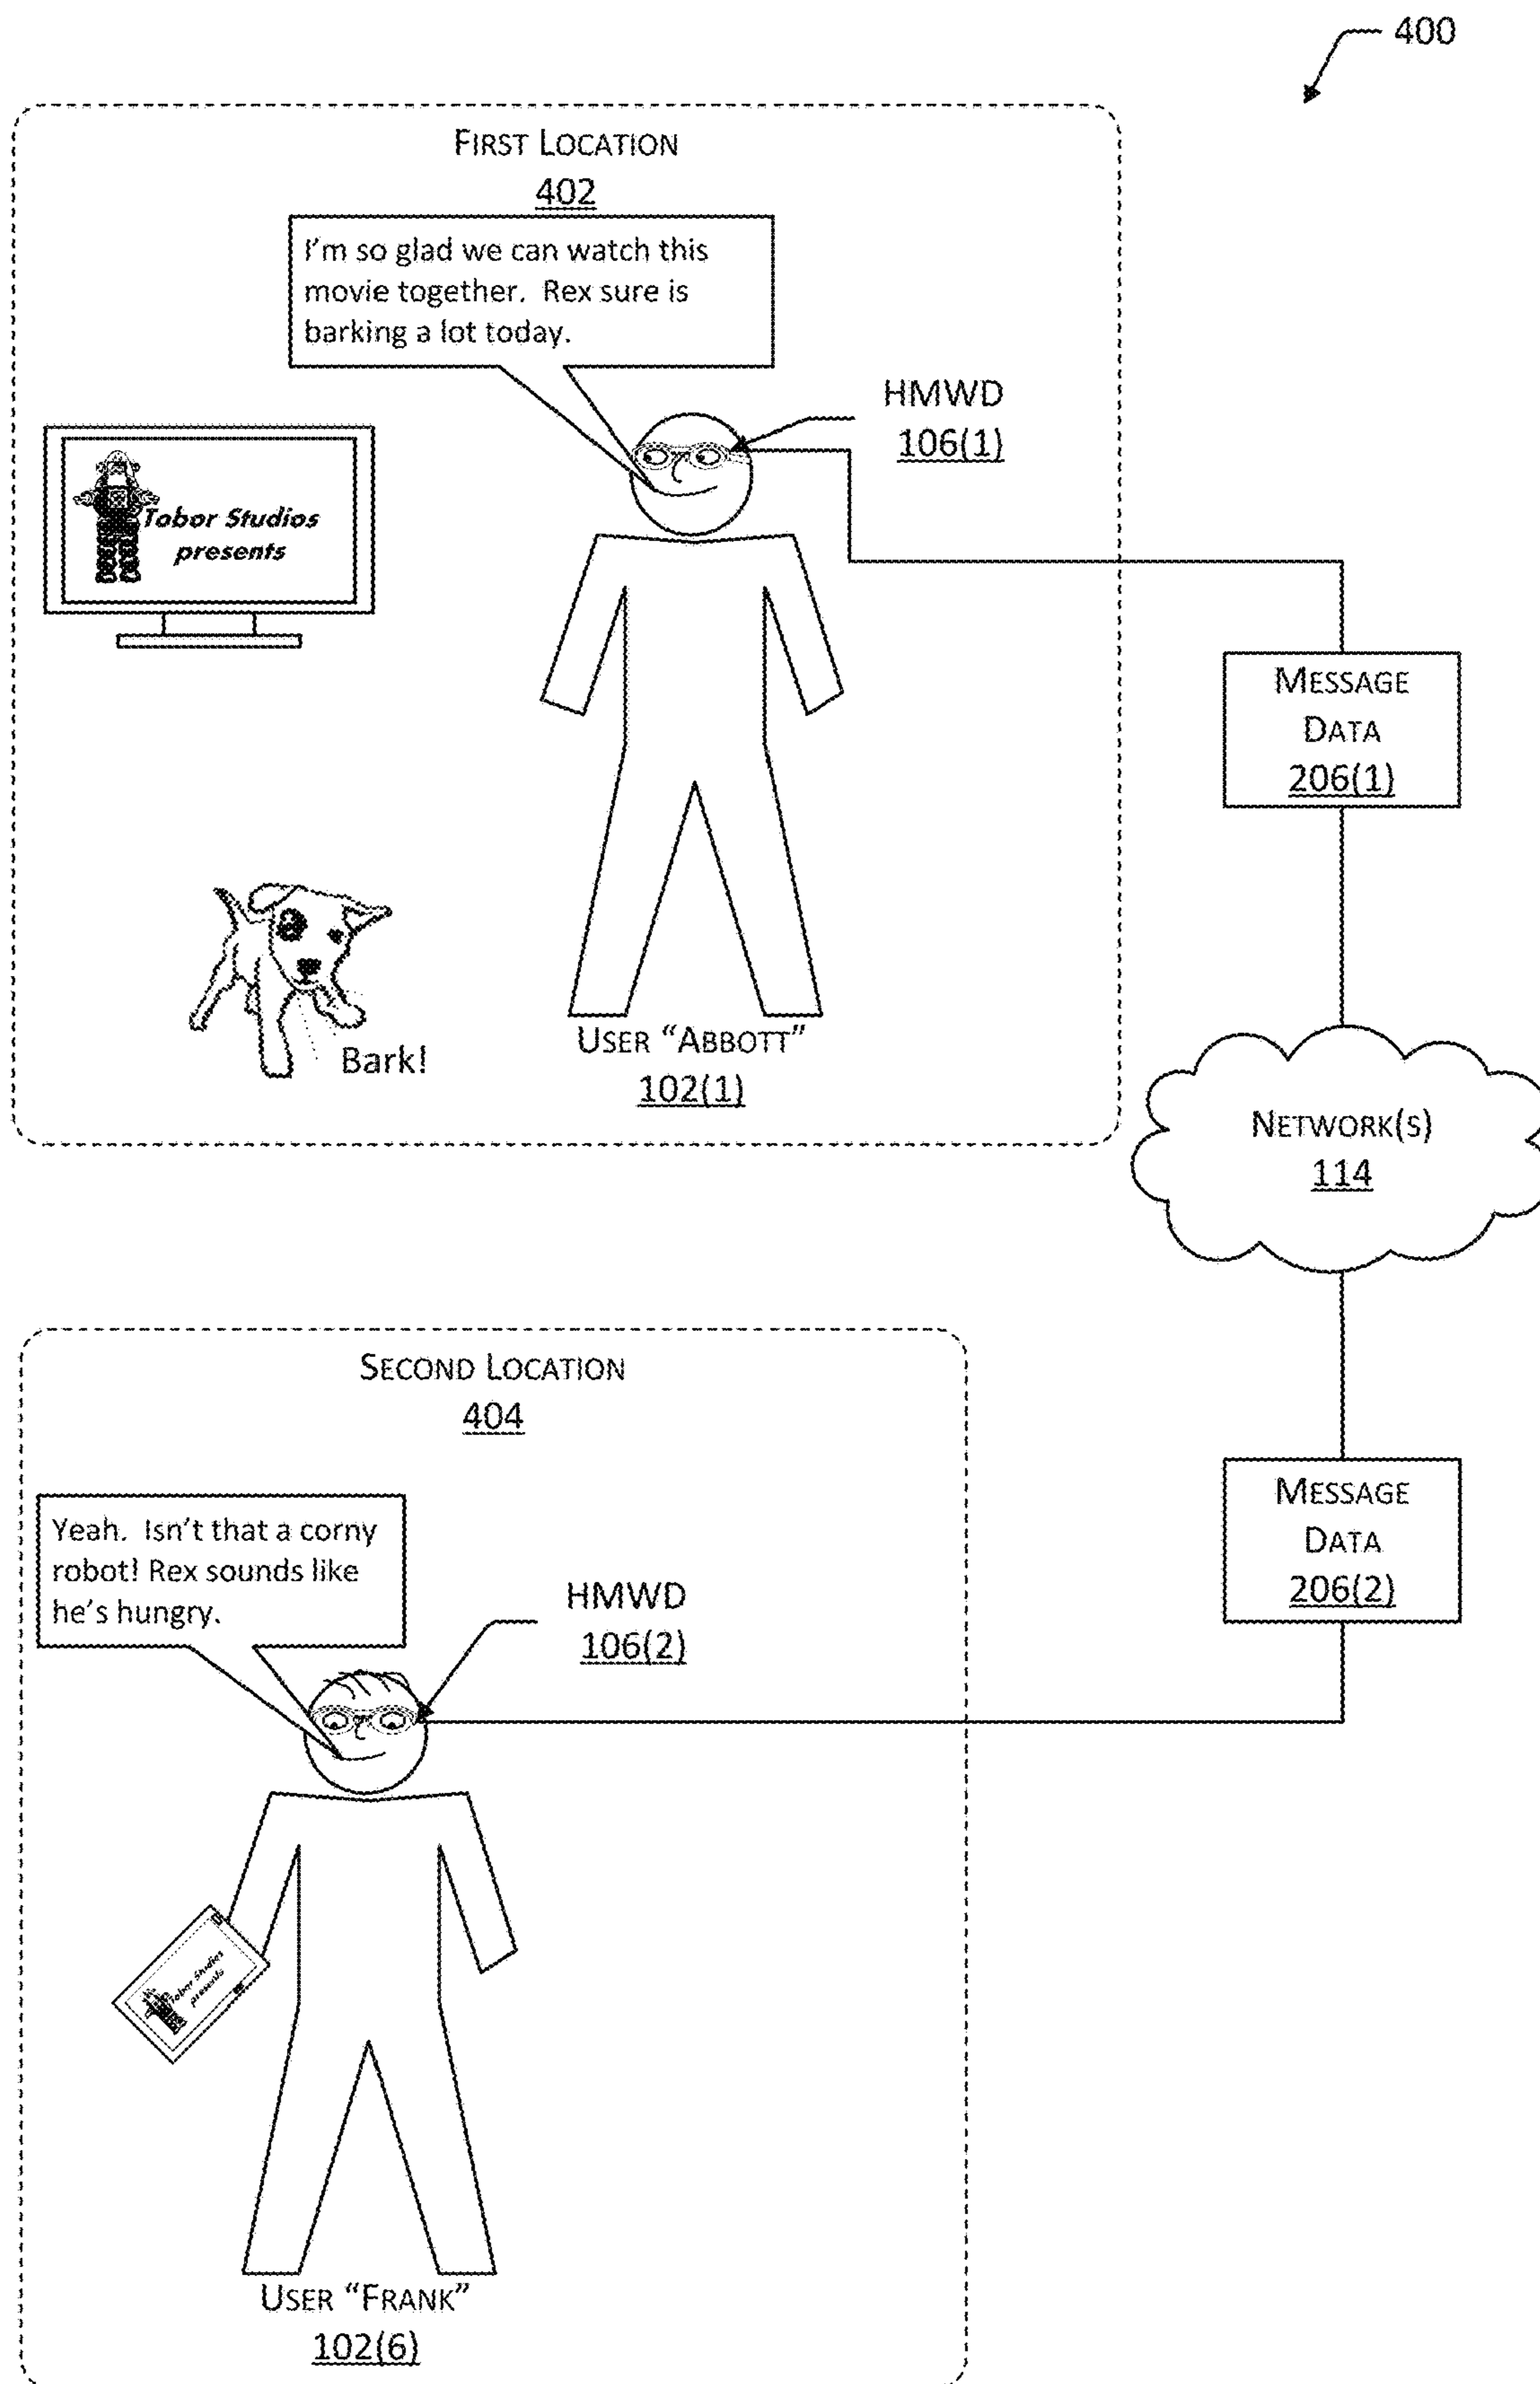 400
FIRST LOCATION
402
I'm so glad we can watch this
movie together.  Rex sure is
barking a lot today.
HMWD
106(1)
Tobor Studios
presents
MESSAGE
DATA
206(1)
Bark!
USER "ABBOTT"
102(1)
NETWORK(S)
114
SECOND LOCATION
404
Yeah.  Isn't that a corny
robot! Rex sounds like
he's hungry.
HMWD
106(2)
MESSAGE
DATA
206(2)
Tobor Studios
presents
USER "FRANK"
102(6)